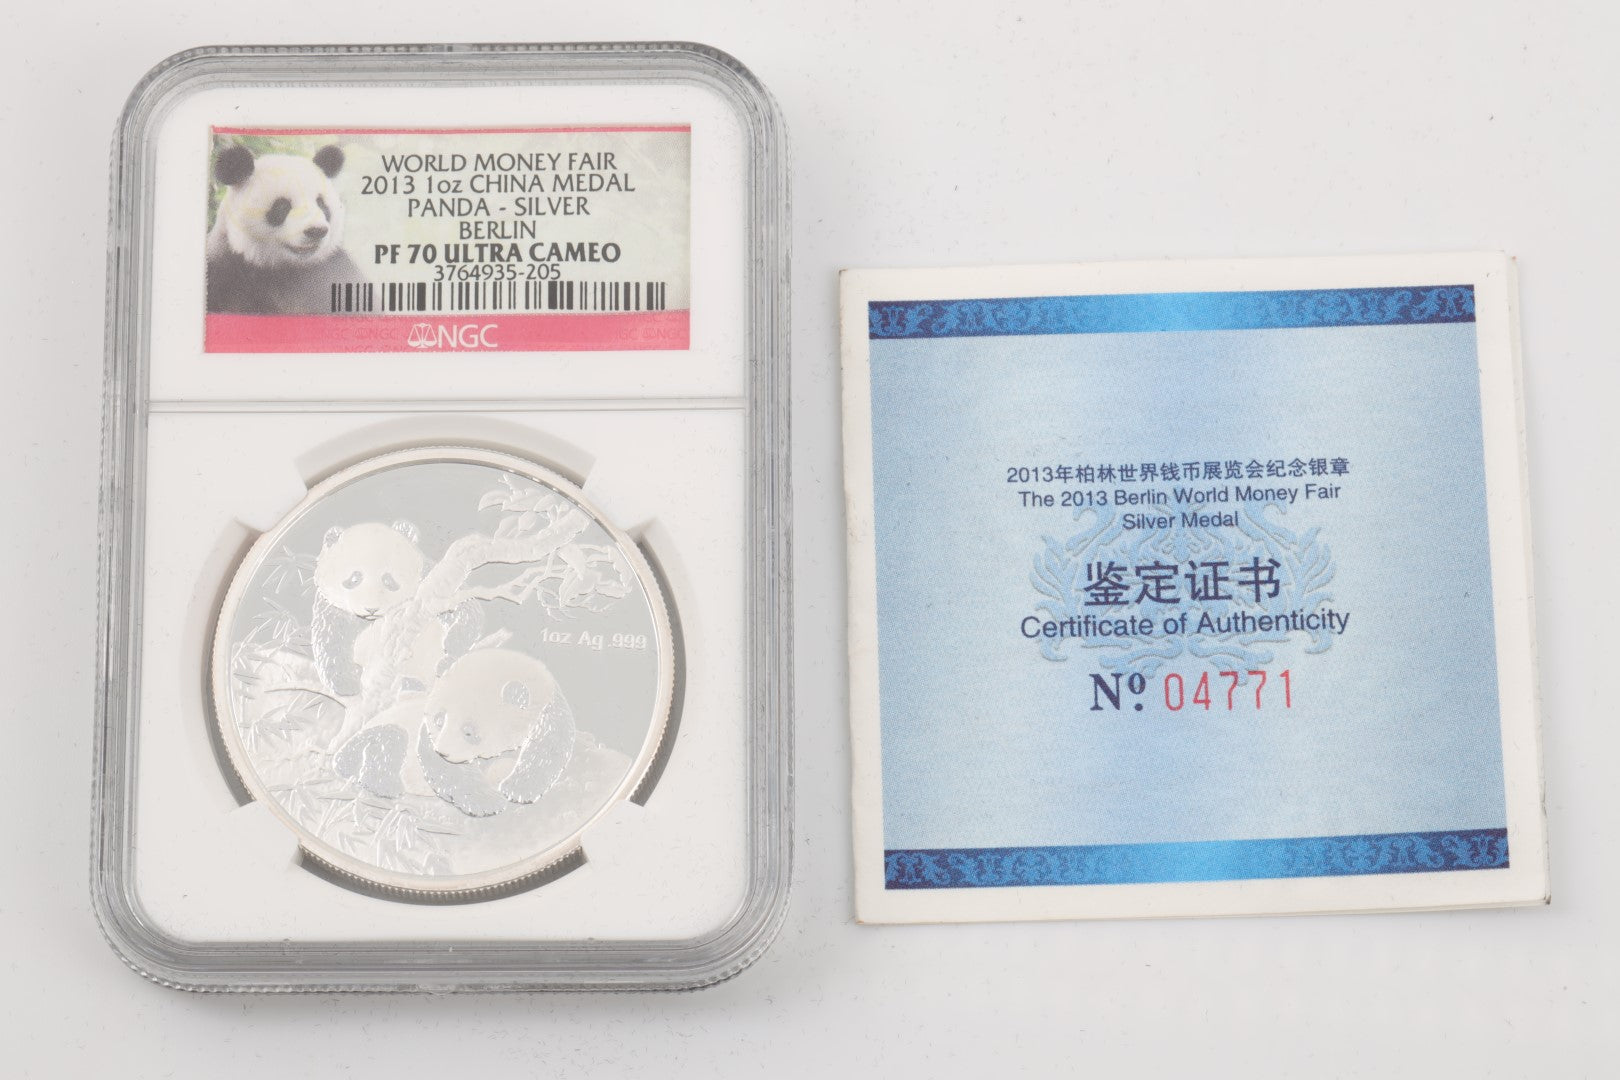 WORLD MONEY FAIR
2013 1oz CHINA MEDAL
PANDA - SILVER
BERLIN
PF 70 ULTRA CAMEO
3764935-205
NGC
1oz Ag .999
2013年柏林世界钱币展览会纪念银章
The 2013 Berlin World Money Fair
Silver Medal
鉴定证书
Certificate of Authenticity
Nº. 04771